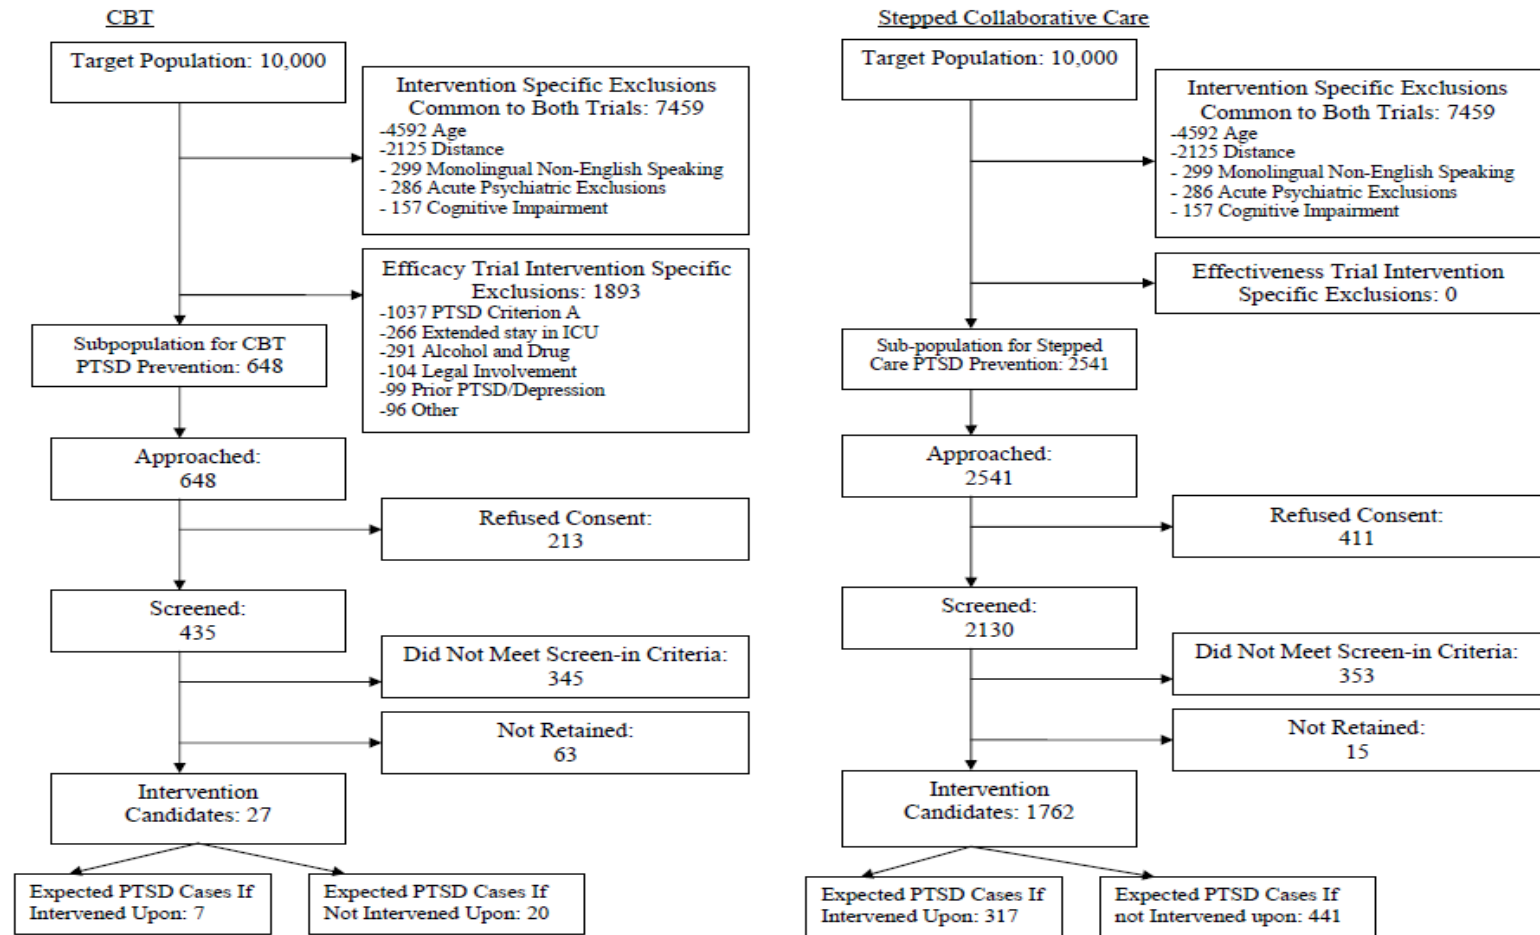 CBT
Target Population: 10,000
Intervention Specific Exclusions
Common to Both Trials: 7459
-4592 Age
-2125 Distance
- 299 Monolingual Non-English Speaking
- 286 Acute Psychiatric Exclusions
- 157 Cognitive Impairment
Efficacy Trial Intervention Specific
Exclusions: 1893
-1037 PTSD Criterion A
-266 Extended stay in ICU
-291 Alcohol and Drug
-104 Legal Involvement
-99 Prior PTSD/Depression
-96 Other
Subpopulation for CBT
PTSD Prevention: 648
Approached:
648
Refused Consent:
213
Screened:
435
Did Not Meet Screen-in Criteria:
345
Not Retained:
63
Intervention
Candidates: 27
Expected PTSD Cases If
Intervened Upon: 7
Expected PTSD Cases If
Not Intervened Upon: 20
Stepped Collaborative Care
Target Population: 10,000
Intervention Specific Exclusions
Common to Both Trials: 7459
-4592 Age
-2125 Distance
- 299 Monolingual Non-English Speaking
- 286 Acute Psychiatric Exclusions
- 157 Cognitive Impairment
Effectiveness Trial Intervention
Specific Exclusions: 0
Sub-population for Stepped
Care PTSD Prevention: 2541
Approached:
2541
Refused Consent:
411
Screened:
2130
Did Not Meet Screen-in Criteria:
353
Not Retained:
15
Intervention
Candidates: 1762
Expected PTSD Cases If
Intervened Upon: 317
Expected PTSD Cases If
not Intervened upon: 441